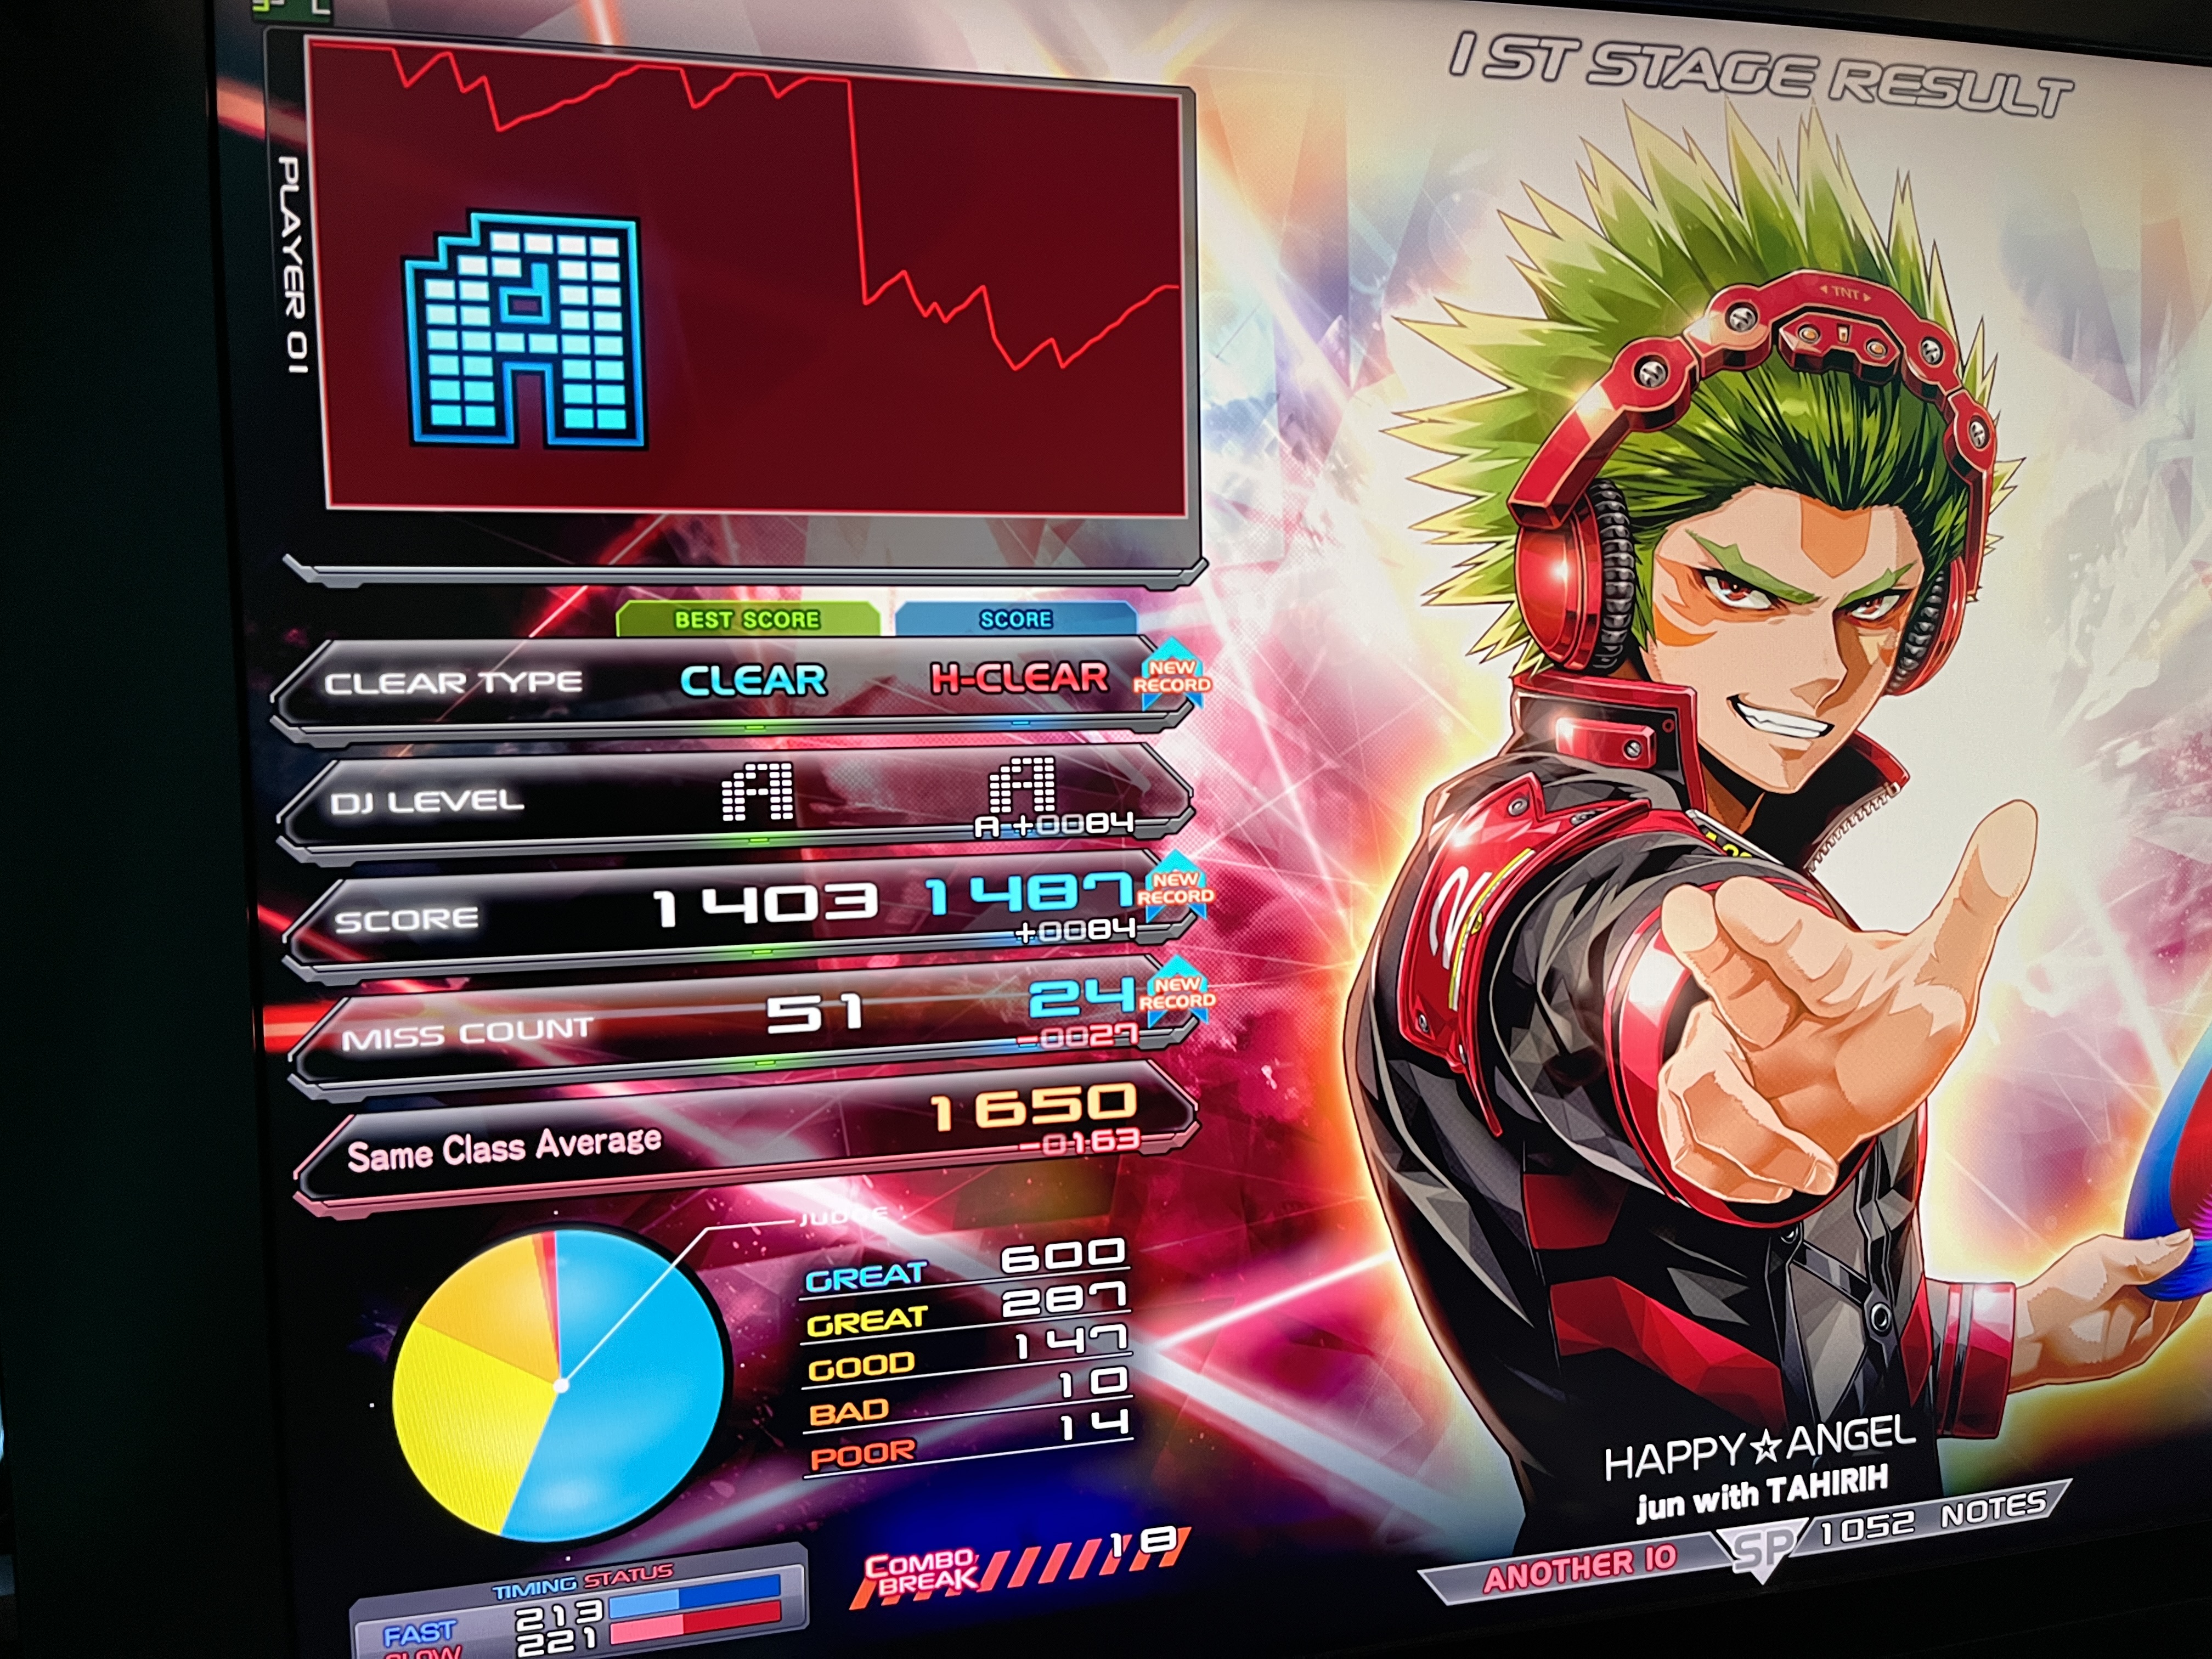 1ST STAGE RESULT
PLAYER 01
TNT
BEST SCORE SCORE
CLEAR TYPE CLEAR H-CLEAR NEW RECORD
DJ LEVEL A A
A +0084
SCORE 1403 1487 NEW RECORD
+0084
MISS COUNT 51 24 NEW RECORD
-0027
Same Class Average 1650
-0163
JUDGE
GREAT 600
GREAT 287
GOOD 147
BAD 10
POOR 14
COMBO BREAK 18
TIMING STATUS
FAST 213
SLOW 221
HAPPY☆ANGEL
jun with TAHIRIH
ANOTHER 10 SP 1052 NOTES